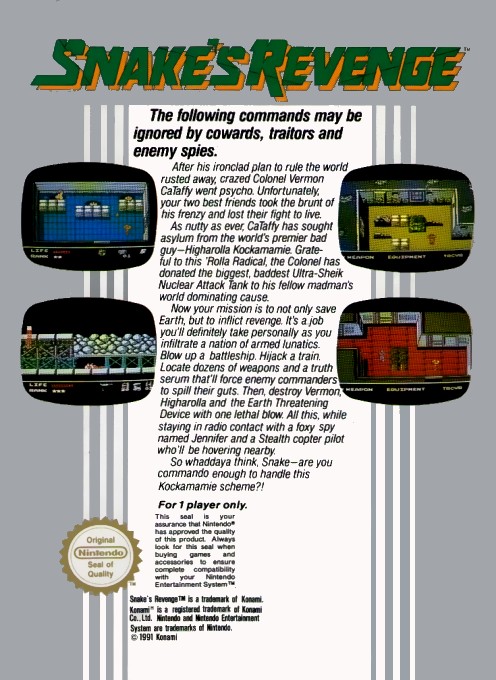 SNAKE'S REVENGE™
The following commands may be
ignored by cowards, traitors and
enemy spies.
After his ironclad plan to rule the world
rusted away, crazed Colonel Vermon
CaTaffy went psycho. Unfortunately,
your two best friends took the brunt of
his frenzy and lost their fight to live.
As nutty as ever, CaTaffy has sought
asylum from the world's premier bad
guy—Higharolla Kockamamie. Grate-
ful to this 'Rolla Radical, the Colonel has
donated the biggest, baddest Ultra-Sheik
Nuclear Attack Tank to his fellow madman's
world dominating cause.
Now your mission is to not only save
Earth, but to inflict revenge. It's a job
you'll definitely take personally as you
infiltrate a nation of armed lunatics.
Blow up a battleship. Hijack a train.
Locate dozens of weapons and a truth
serum that'll force enemy commanders
to spill their guts. Then, destroy Vermon,
Higharolla and the Earth Threatening
Device with one lethal blow. All this, while
staying in radio contact with a foxy spy
named Jennifer and a Stealth copter pilot
who'll be hovering nearby.
So whaddaya think, Snake—are you
commando enough to handle this
Kockamamie scheme?!
LIFE
RANK
WEAPON EQUIPMENT
LIFE
RANK
WEAPON EQUIPMENT
For 1 player only.
This seal is your
assurance that Nintendo®
has approved the quality
of this product. Always
look for this seal when
buying games and
accessories to ensure
complete compatibility
with your Nintendo
Entertainment System™
Original
Nintendo
Seal of
Quality
TM
Snake's Revenge™ is a trademark of Konami.
Konami® is a registered trademark of Konami
Co., Ltd. Nintendo and Nintendo Entertainment
System are trademarks of Nintendo.
© 1991 Konami